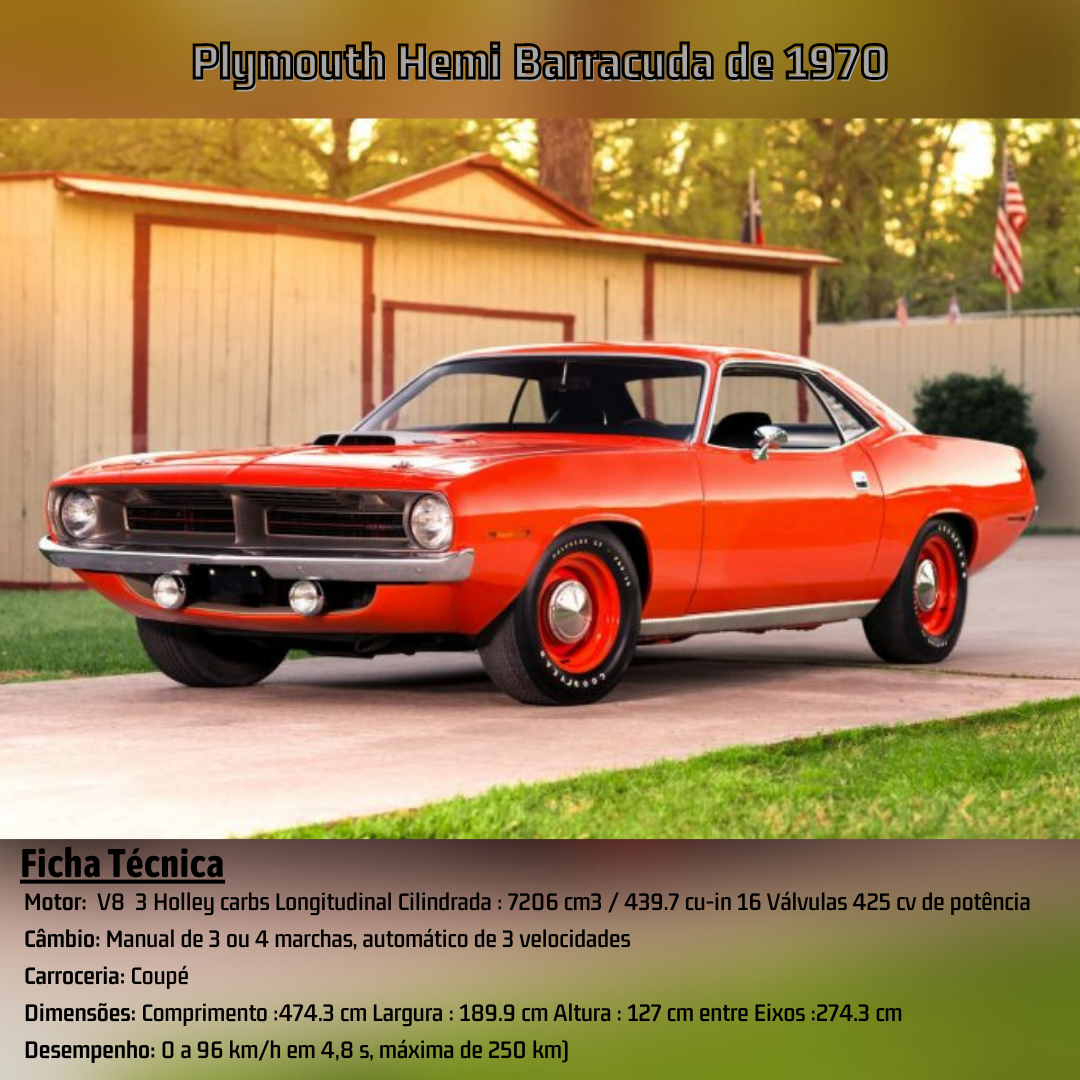 Plymouth Hemi Barracuda de 1970
Ficha Técnica
Motor: V8 3 Holley carbs Longitudinal Cilindrada : 7206 cm3 / 439.7 cu-in 16 Válvulas 425 cv de potência
Câmbio: Manual de 3 ou 4 marchas, automático de 3 velocidades
Carroceria: Coupé
Dimensões: Comprimento :474.3 cm Largura : 189.9 cm Altura : 127 cm entre Eixos :274.3 cm
Desempenho: 0 a 96 km/h em 4,8 s, máxima de 250 km)